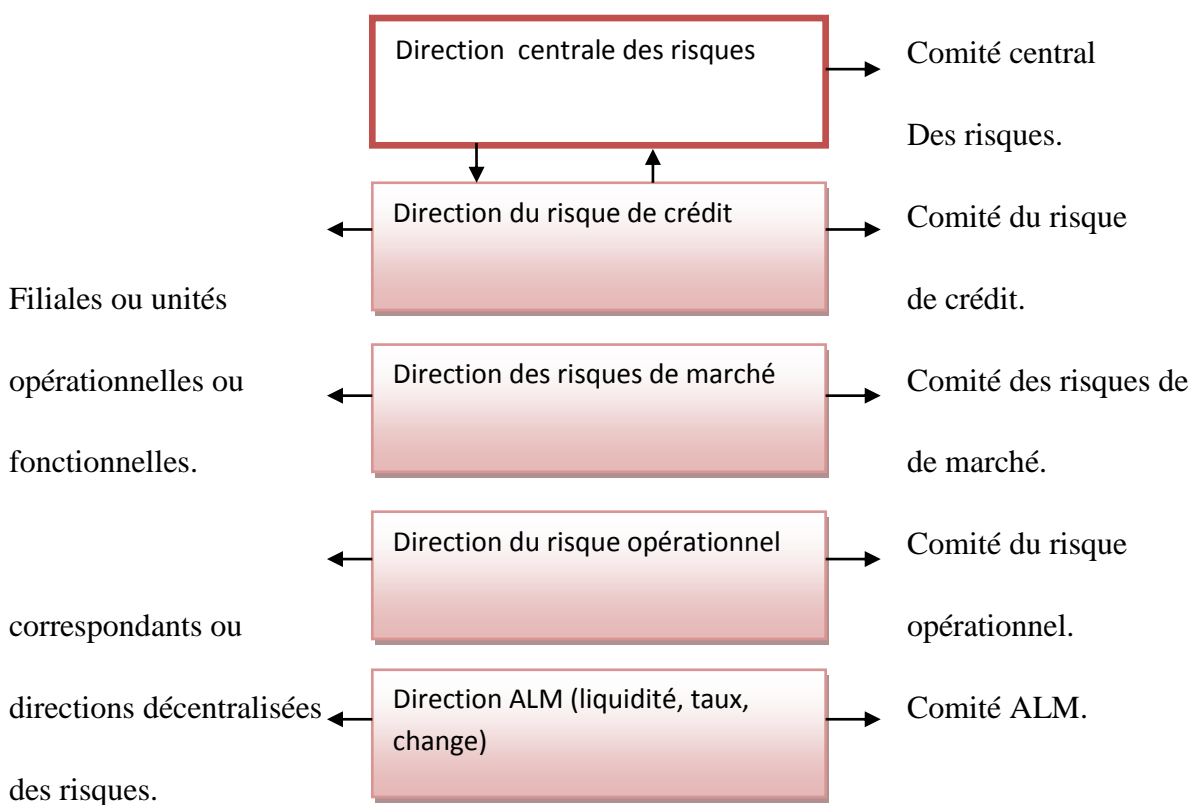 Direction centrale des risques
Comité central
Des risques.
Direction du risque de crédit
Comité du risque
de crédit.
Filiales ou unités
opérationnelles ou
fonctionnelles.
Direction des risques de marché
Comité des risques de
de marché.
Direction du risque opérationnel
Comité du risque
opérationnel.
correspondants ou
directions décentralisées
des risques.
Direction ALM (liquidité, taux,
change)
Comité ALM.